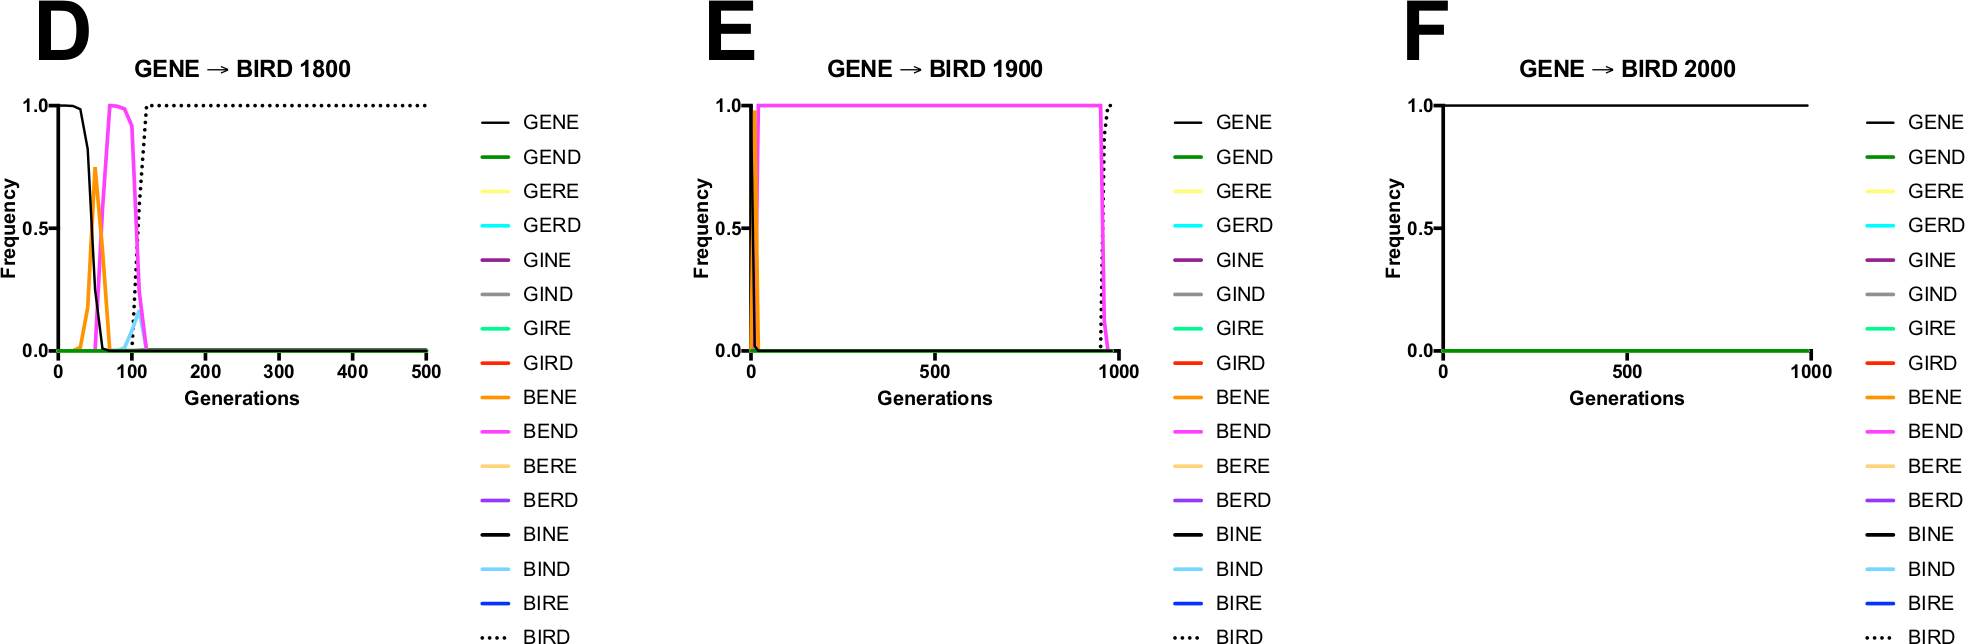 D
GENE → BIRD 1800
1.0
0.5
0.0
Frequency
0 100 200 300 400 500
Generations
GENE
GEND
GERE
GERD
GINE
GIND
GIRE
GIRD
BENE
BEND
BERE
BERD
BINE
BIND
BIRE
BIRD
E
GENE → BIRD 1900
1.0
0.5
0.0
Frequency
0 500 1000
Generations
GENE
GEND
GERE
GERD
GINE
GIND
GIRE
GIRD
BENE
BEND
BERE
BERD
BINE
BIND
BIRE
BIRD
F
GENE → BIRD 2000
1.0
0.5
0.0
Frequency
0 500 1000
Generations
GENE
GEND
GERE
GERD
GINE
GIND
GIRE
GIRD
BENE
BEND
BERE
BERD
BINE
BIND
BIRE
BIRD